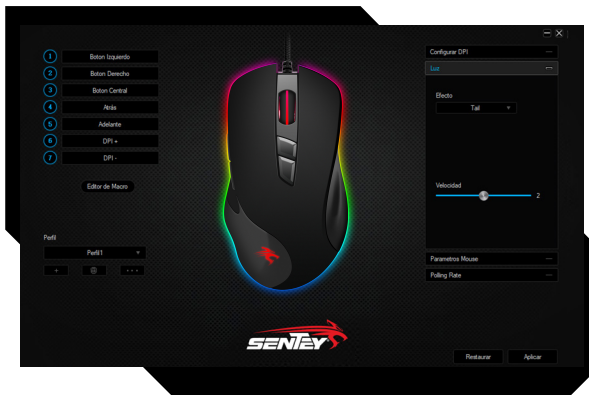 1 Boton Izquierdo
2 Boton Derecho
3 Boton Central
4 Atrás
5 Adelante
6 DPI +
7 DPI -
Editor de Macro
Perfil
Perfil1
Configurar DPI
Luz
Efecto
Tail
Velocidad
2
Parametros Mouse
Polling Rate
SENTEY
Restaurar Aplicar